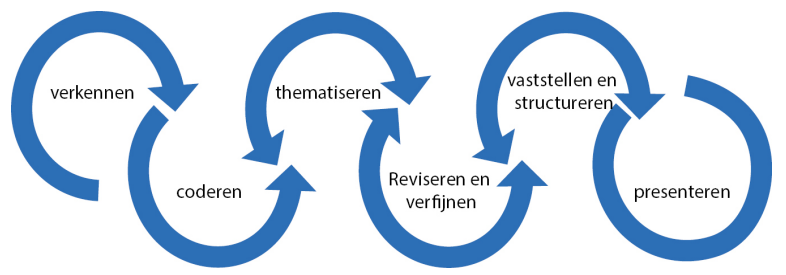 verkennen
coderen
thematiseren
Reviseren en
verfijnen
vaststellen en
structureren
presenteren